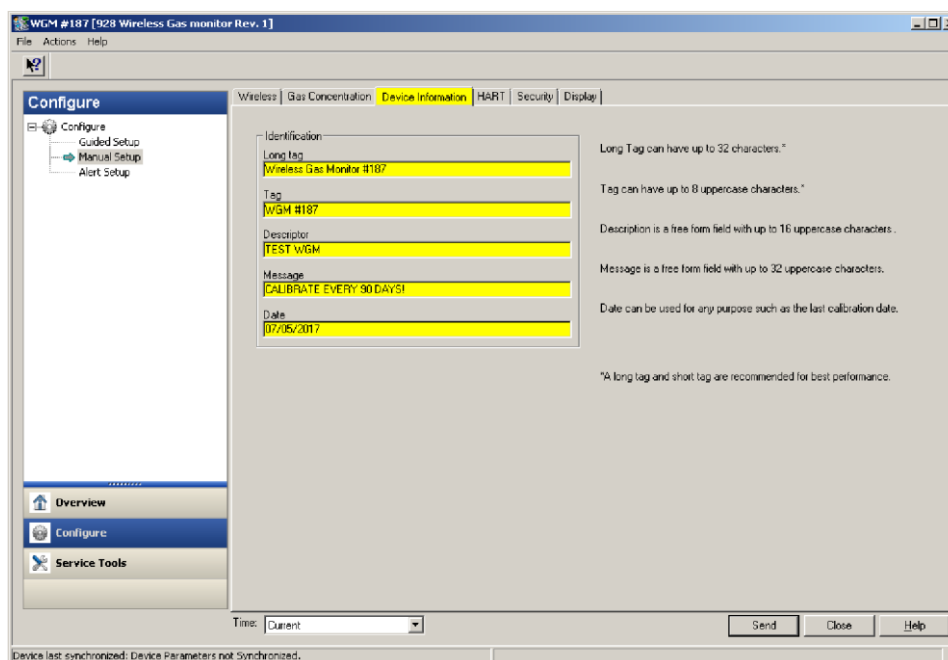 WGM #187 [928 Wireless Gas monitor Rev. 1]
File Actions Help
Configure
Configure
Guided Setup
Manual Setup
Alert Setup
Overview
Configure
Service Tools
Wireless Gas Concentration Device Information HART Security Display
Identification
Long tag
Wireless Gas Monitor #187
Tag
WGM #187
Descriptor
TEST WGM
Message
CALIBRATE EVERY 90 DAYS!
Date
07/05/2017
Long Tag can have up to 32 characters.*
Tag can have up to 8 uppercase characters.*
Description is a free form field with up to 16 uppercase characters .
Message is a free form field with up to 32 uppercase characters.
Date can be used for any purpose such as the last calibration date.
*A long tag and short tag are recommended for best performance.
Time: Current
Send Close Help
Device last synchronized: Device Parameters not Synchronized.